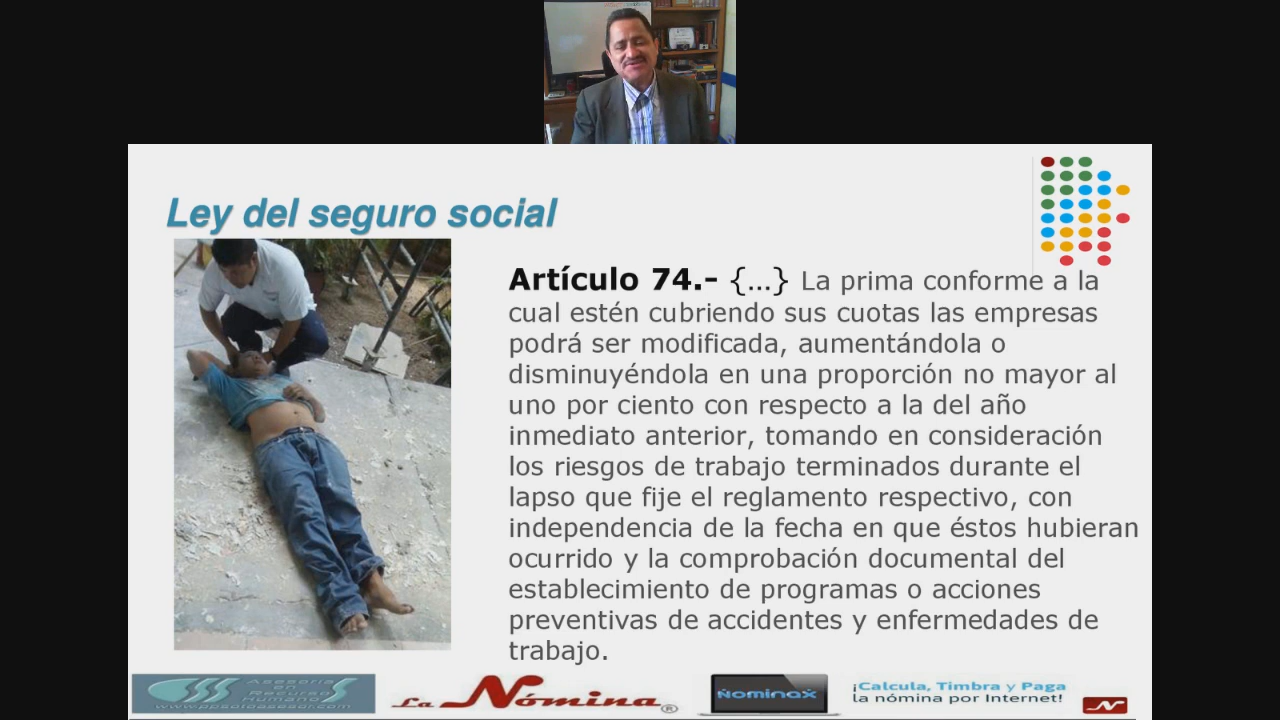 Ley del seguro social
Artículo 74.- {...} La prima conforme a la
cual estén cubriendo sus cuotas las empresas
podrá ser modificada, aumentándola o
disminuyéndola en una proporción no mayor al
uno por ciento con respecto a la del año
inmediato anterior, tomando en consideración
los riesgos de trabajo terminados durante el
lapso que fije el reglamento respectivo, con
independencia de la fecha en que éstos hubieran
ocurrido y la comprobación documental del
establecimiento de programas o acciones
preventivas de accidentes y enfermedades de
trabajo.
Asesoría
en
Recursos
Humanos
La Nómina®
Nominax
¡Calcula, Timbra y Paga
la nómina por Internet!